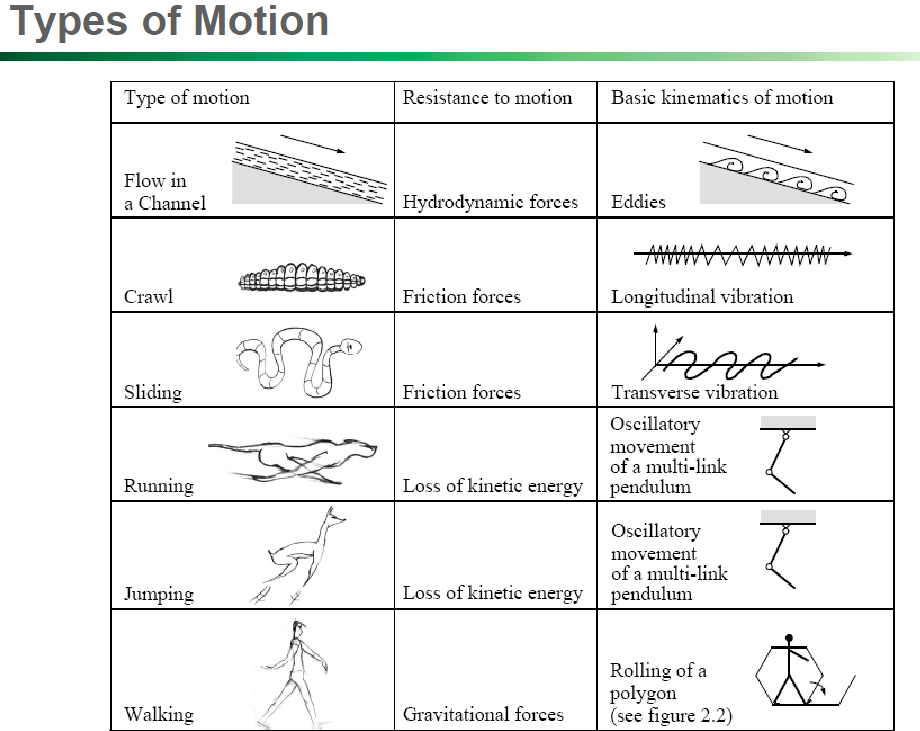 Types of Motion
Type of motion
Resistance to motion
Basic kinematics of motion
Flow in
a Channel
Hydrodynamic forces
Eddies
Crawl
Friction forces
Longitudinal vibration
Sliding
Friction forces
Transverse vibration
Running
Loss of kinetic energy
Oscillatory
movement
of a multi-link
pendulum
Jumping
Loss of kinetic energy
Oscillatory
movement
of a multi-link
pendulum
Walking
Gravitational forces
Rolling of a
polygon
(see figure 2.2)